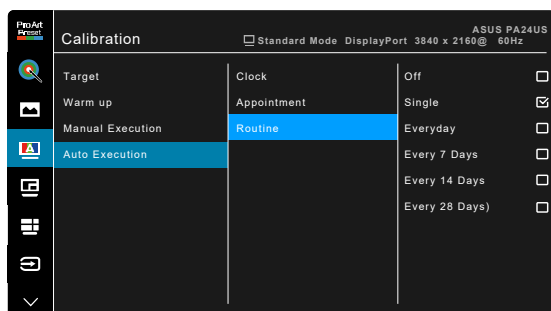 ProArt
Preset
Calibration
Standard Mode DisplayPort 3840 x 2160@ 60Hz
ASUS PA24US
A
Target
Warm up
Manual Execution
Auto Execution
Clock
Appointment
Routine
Off
Single
Everyday
Every 7 Days
Every 14 Days
Every 28 Days)